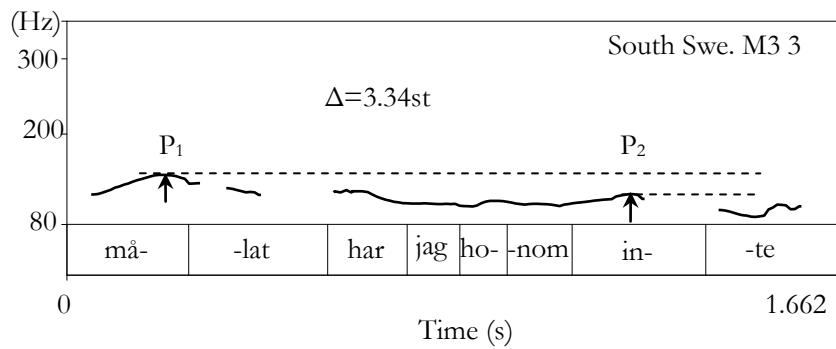 (Hz)
South Swe. M3 3
300
Δ=3.34st
200
P₁ P₂
80
må- -lat har jag ho- -nom in- -te
0 1.662
Time (s)